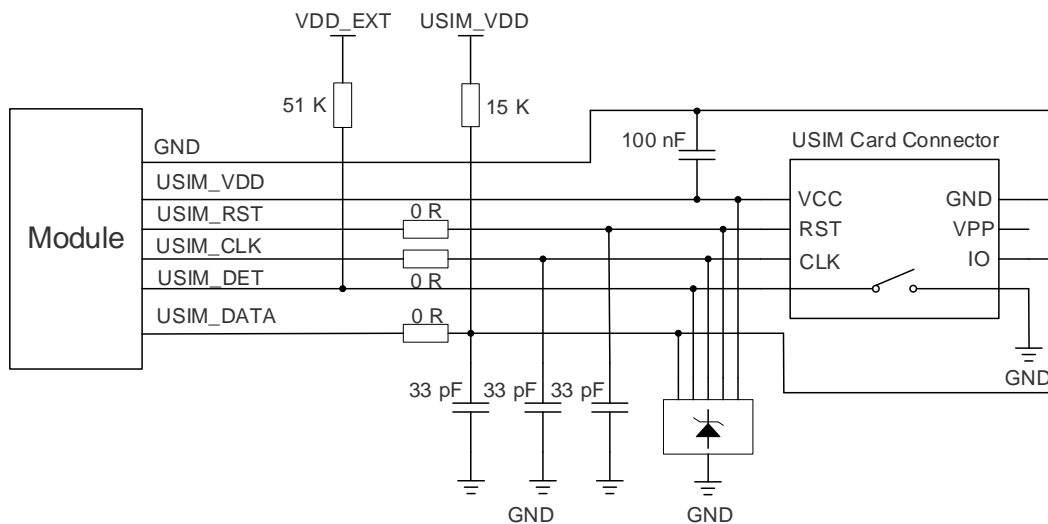 VDD_EXT USIM_VDD
51 K 15 K
100 nF USIM Card Connector
GND
USIM_VDD VCC GND
USIM_RST 0 R RST VPP
Module
USIM_CLK CLK IO
USIM_DET 0 R
USIM_DATA 0 R
GND
33 pF 33 pF 33 pF
GND GND